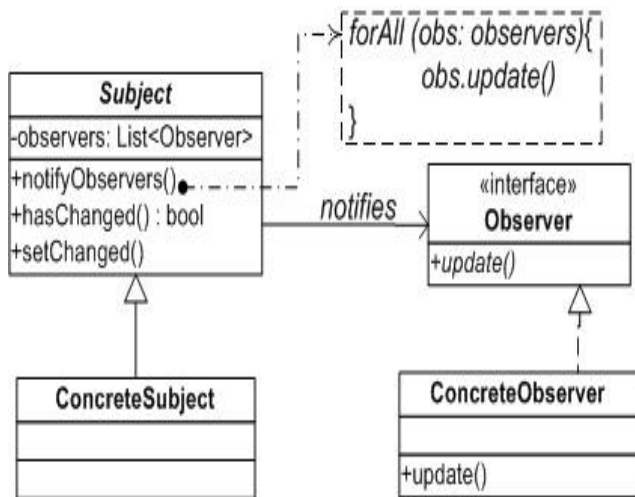 forAll (obs: observers){
obs.update()
}
Subject
-observers: List<Observer>
+notifyObservers()
+hasChanged() : bool
+setChanged()
notifies
«interface»
Observer
+update()
ConcreteSubject
ConcreteObserver
+update()